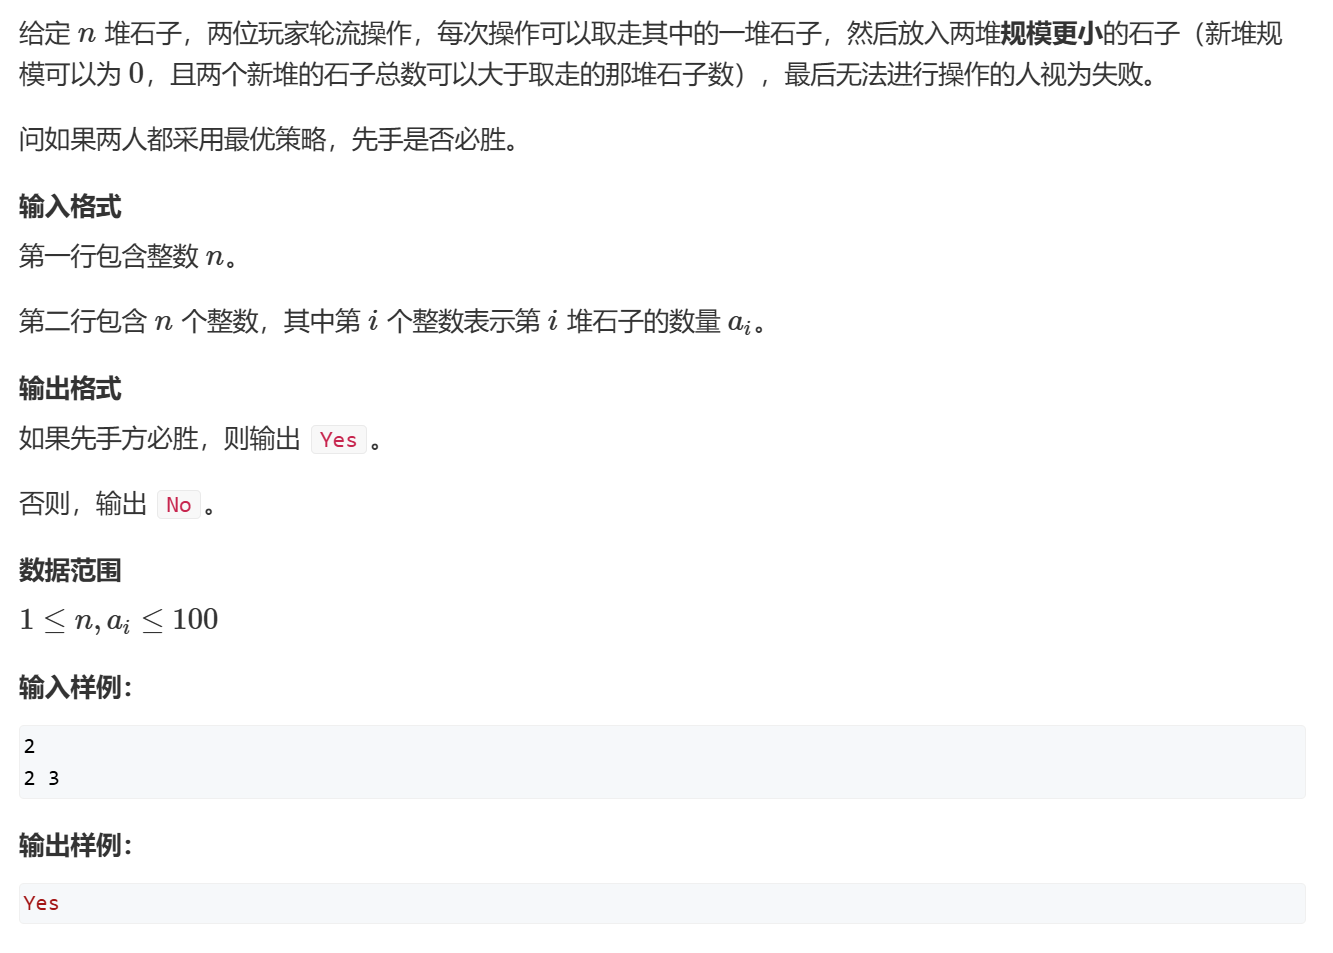 给定 n 堆石子，两位玩家轮流操作，每次操作可以取走其中的一堆石子，然后放入两堆规模更小的石子（新堆规
模可以为 0，且两个新堆的石子总数可以大于取走的那堆石子数），最后无法进行操作的人视为失败。
问如果两人都采用最优策略，先手是否必胜。
输入格式
第一行包含整数 n。
第二行包含 n 个整数，其中第 i 个整数表示第 i 堆石子的数量 a_i。
输出格式
如果先手方必胜，则输出 Yes 。
否则，输出 No 。
数据范围
1 ≤ n, a_i ≤ 100
输入样例：
2
2 3
输出样例：
Yes